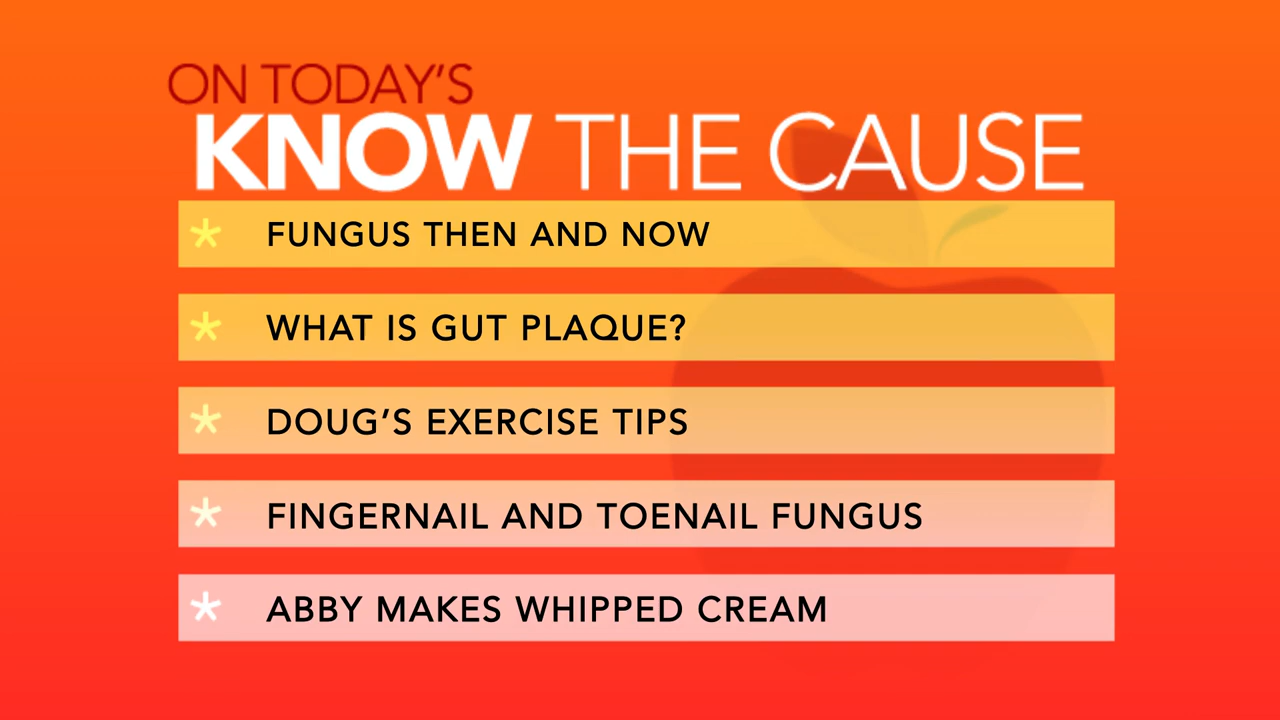 ON TODAY'S
KNOW THE CAUSE
* FUNGUS THEN AND NOW
* WHAT IS GUT PLAQUE?
* DOUG'S EXERCISE TIPS
* FINGERNAIL AND TOENAIL FUNGUS
* ABBY MAKES WHIPPED CREAM